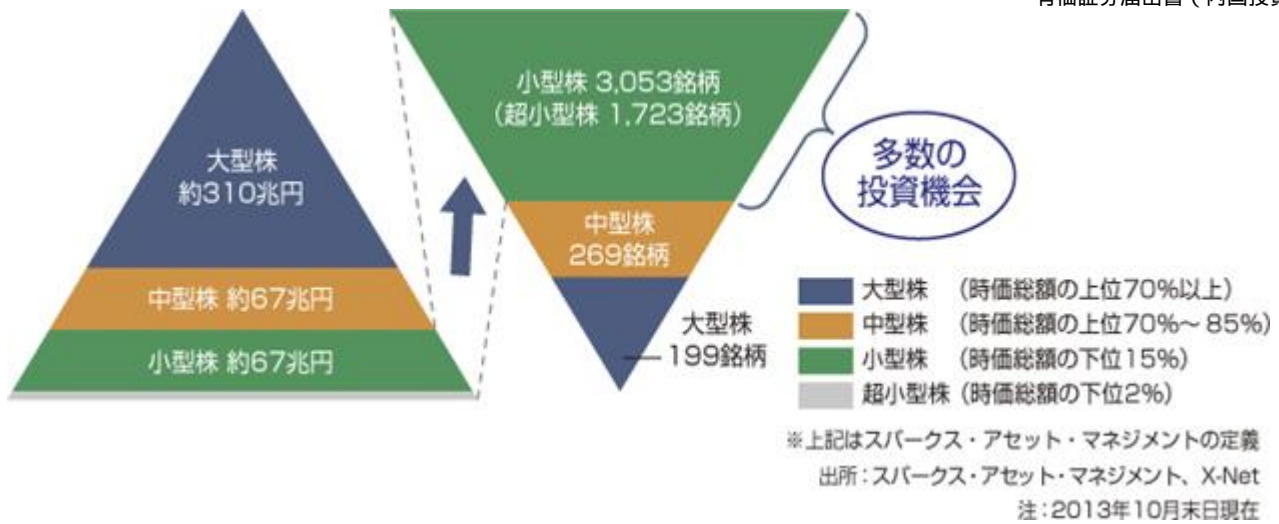 大型株
約310兆円
中型株 約67兆円
小型株 約67兆円
小型株 3,053銘柄
(超小型株 1,723銘柄)
中型株
269銘柄
大型株
199銘柄
多数の
投資機会
大型株 (時価総額の上位70%以上)
中型株 (時価総額の上位70%~85%)
小型株 (時価総額の下位15%)
超小型株 (時価総額の下位2%)
※上記はスパークス・アセット・マネジメントの定義
出所:スパークス・アセット・マネジメント、X-Net
注:2013年10月末日現在